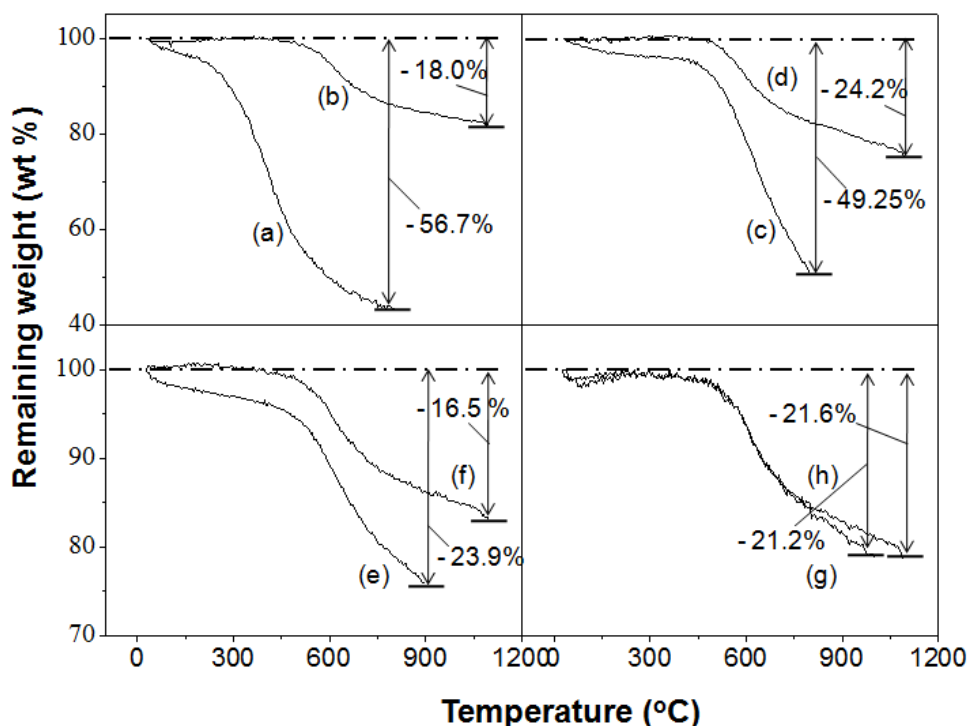 Remaining weight (wt %)
100
80
60
40
100
90
80
70
- 18.0%
(b)
(a)
- 56.7%
(d)
- 24.2%
- 49.25%
(c)
-16.5 %
(f)
- 23.9%
(e)
-21.6%
(h)
- 21.2%
(g)
0 300 600 900 1200 0 300 600 900 1200
Temperature (oC)